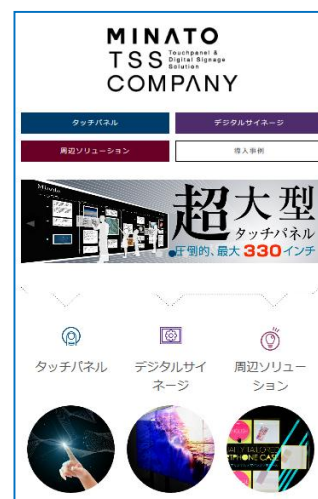 MINATO
TSS Touchpanel &
Digital Signage
Solution
COMPANY
タッチパネル
デジタルサイネージ
周辺ソリューション
導入事例
Minato
超大型
タッチパネル
圧倒的、最大 330インチ
タッチパネル
デジタルサイ
ネージ
周辺ソリュー
ション
PHONE CASE